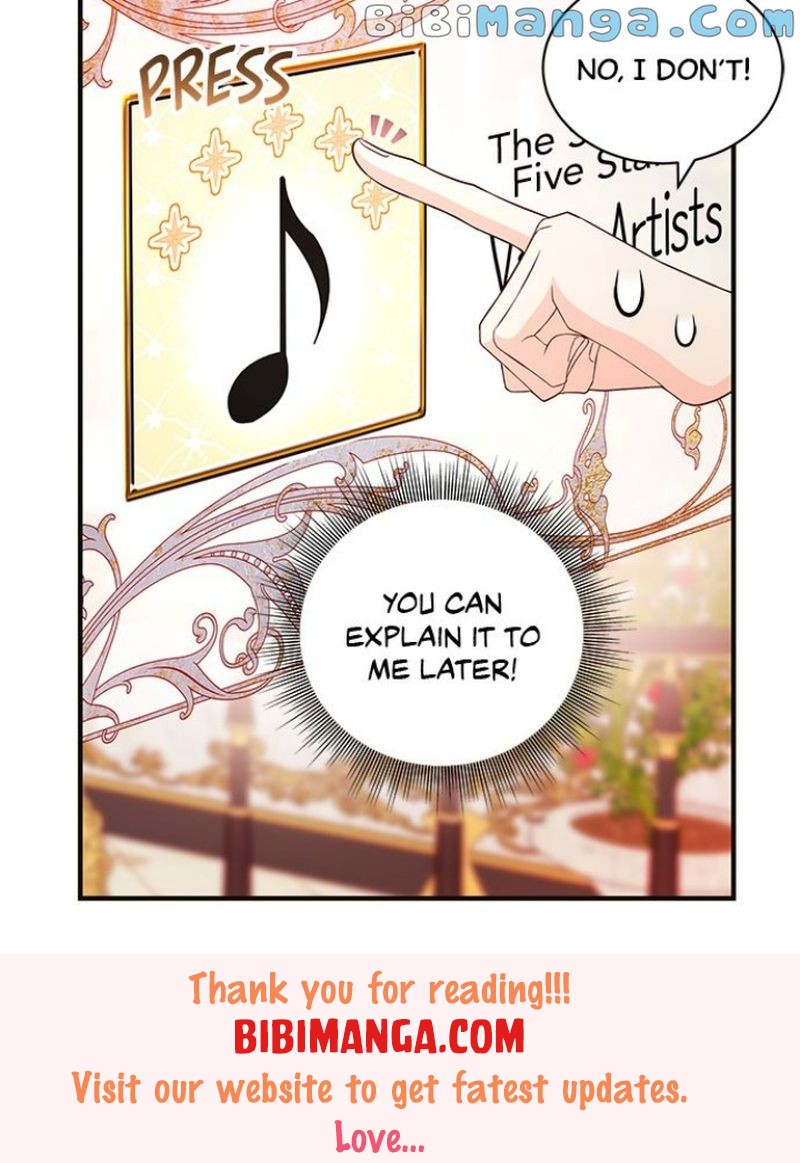 BiBiManga.Com
NO, I DON'T!
PRESS
The
Five
Artists
YOU CAN
EXPLAIN IT TO
ME LATER!
Thank you for reading!!!
BIBIMANGA.COM
Visit our website to get fatest updates.
Love...